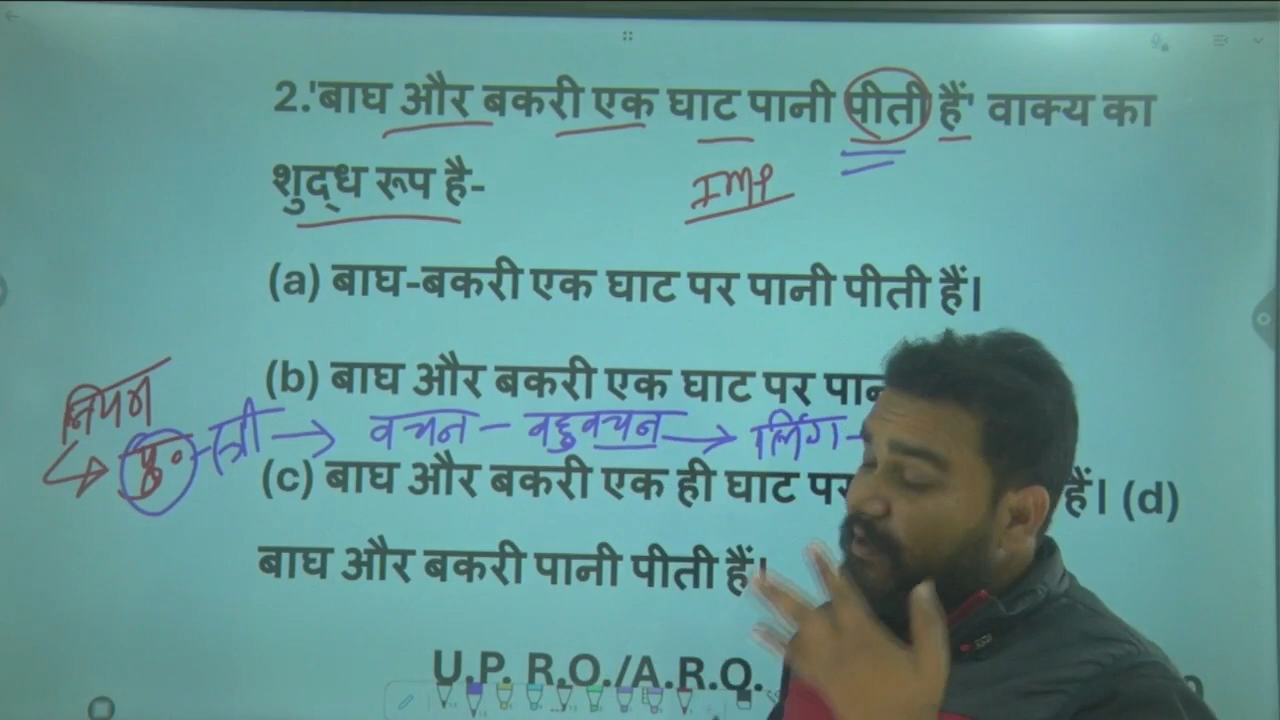 2.'बाघ और बकरी एक घाट पानी पीती हैं' वाक्य का
शुद्ध रूप है-
IMP
(a) बाघ-बकरी एक घाट पर पानी पीती हैं।
(b) बाघ और बकरी एक घाट पर
नियम
पु॰-स्त्री → वचन - बहुवचन → लिंग-
(c) बाघ और बकरी एक ही घाट पर हैं। (d)
बाघ और बकरी पानी पीती हैं।
U.P. R.O./A.R.O.